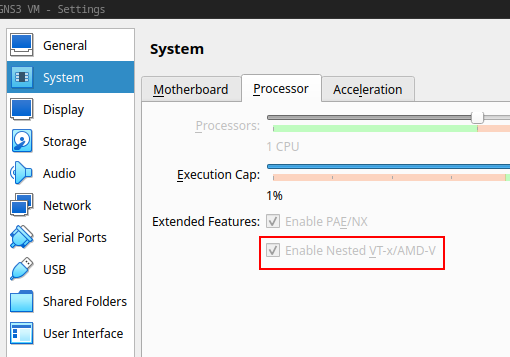 GNS3 VM - Settings
General
System
Display
Storage
Audio
Network
Serial Ports
USB
Shared Folders
User Interface
System
Motherboard
Processor
Acceleration
Processors:
1 CPU
Execution Cap:
1%
Extended Features:
Enable PAE/NX
Enable Nested VT-x/AMD-V